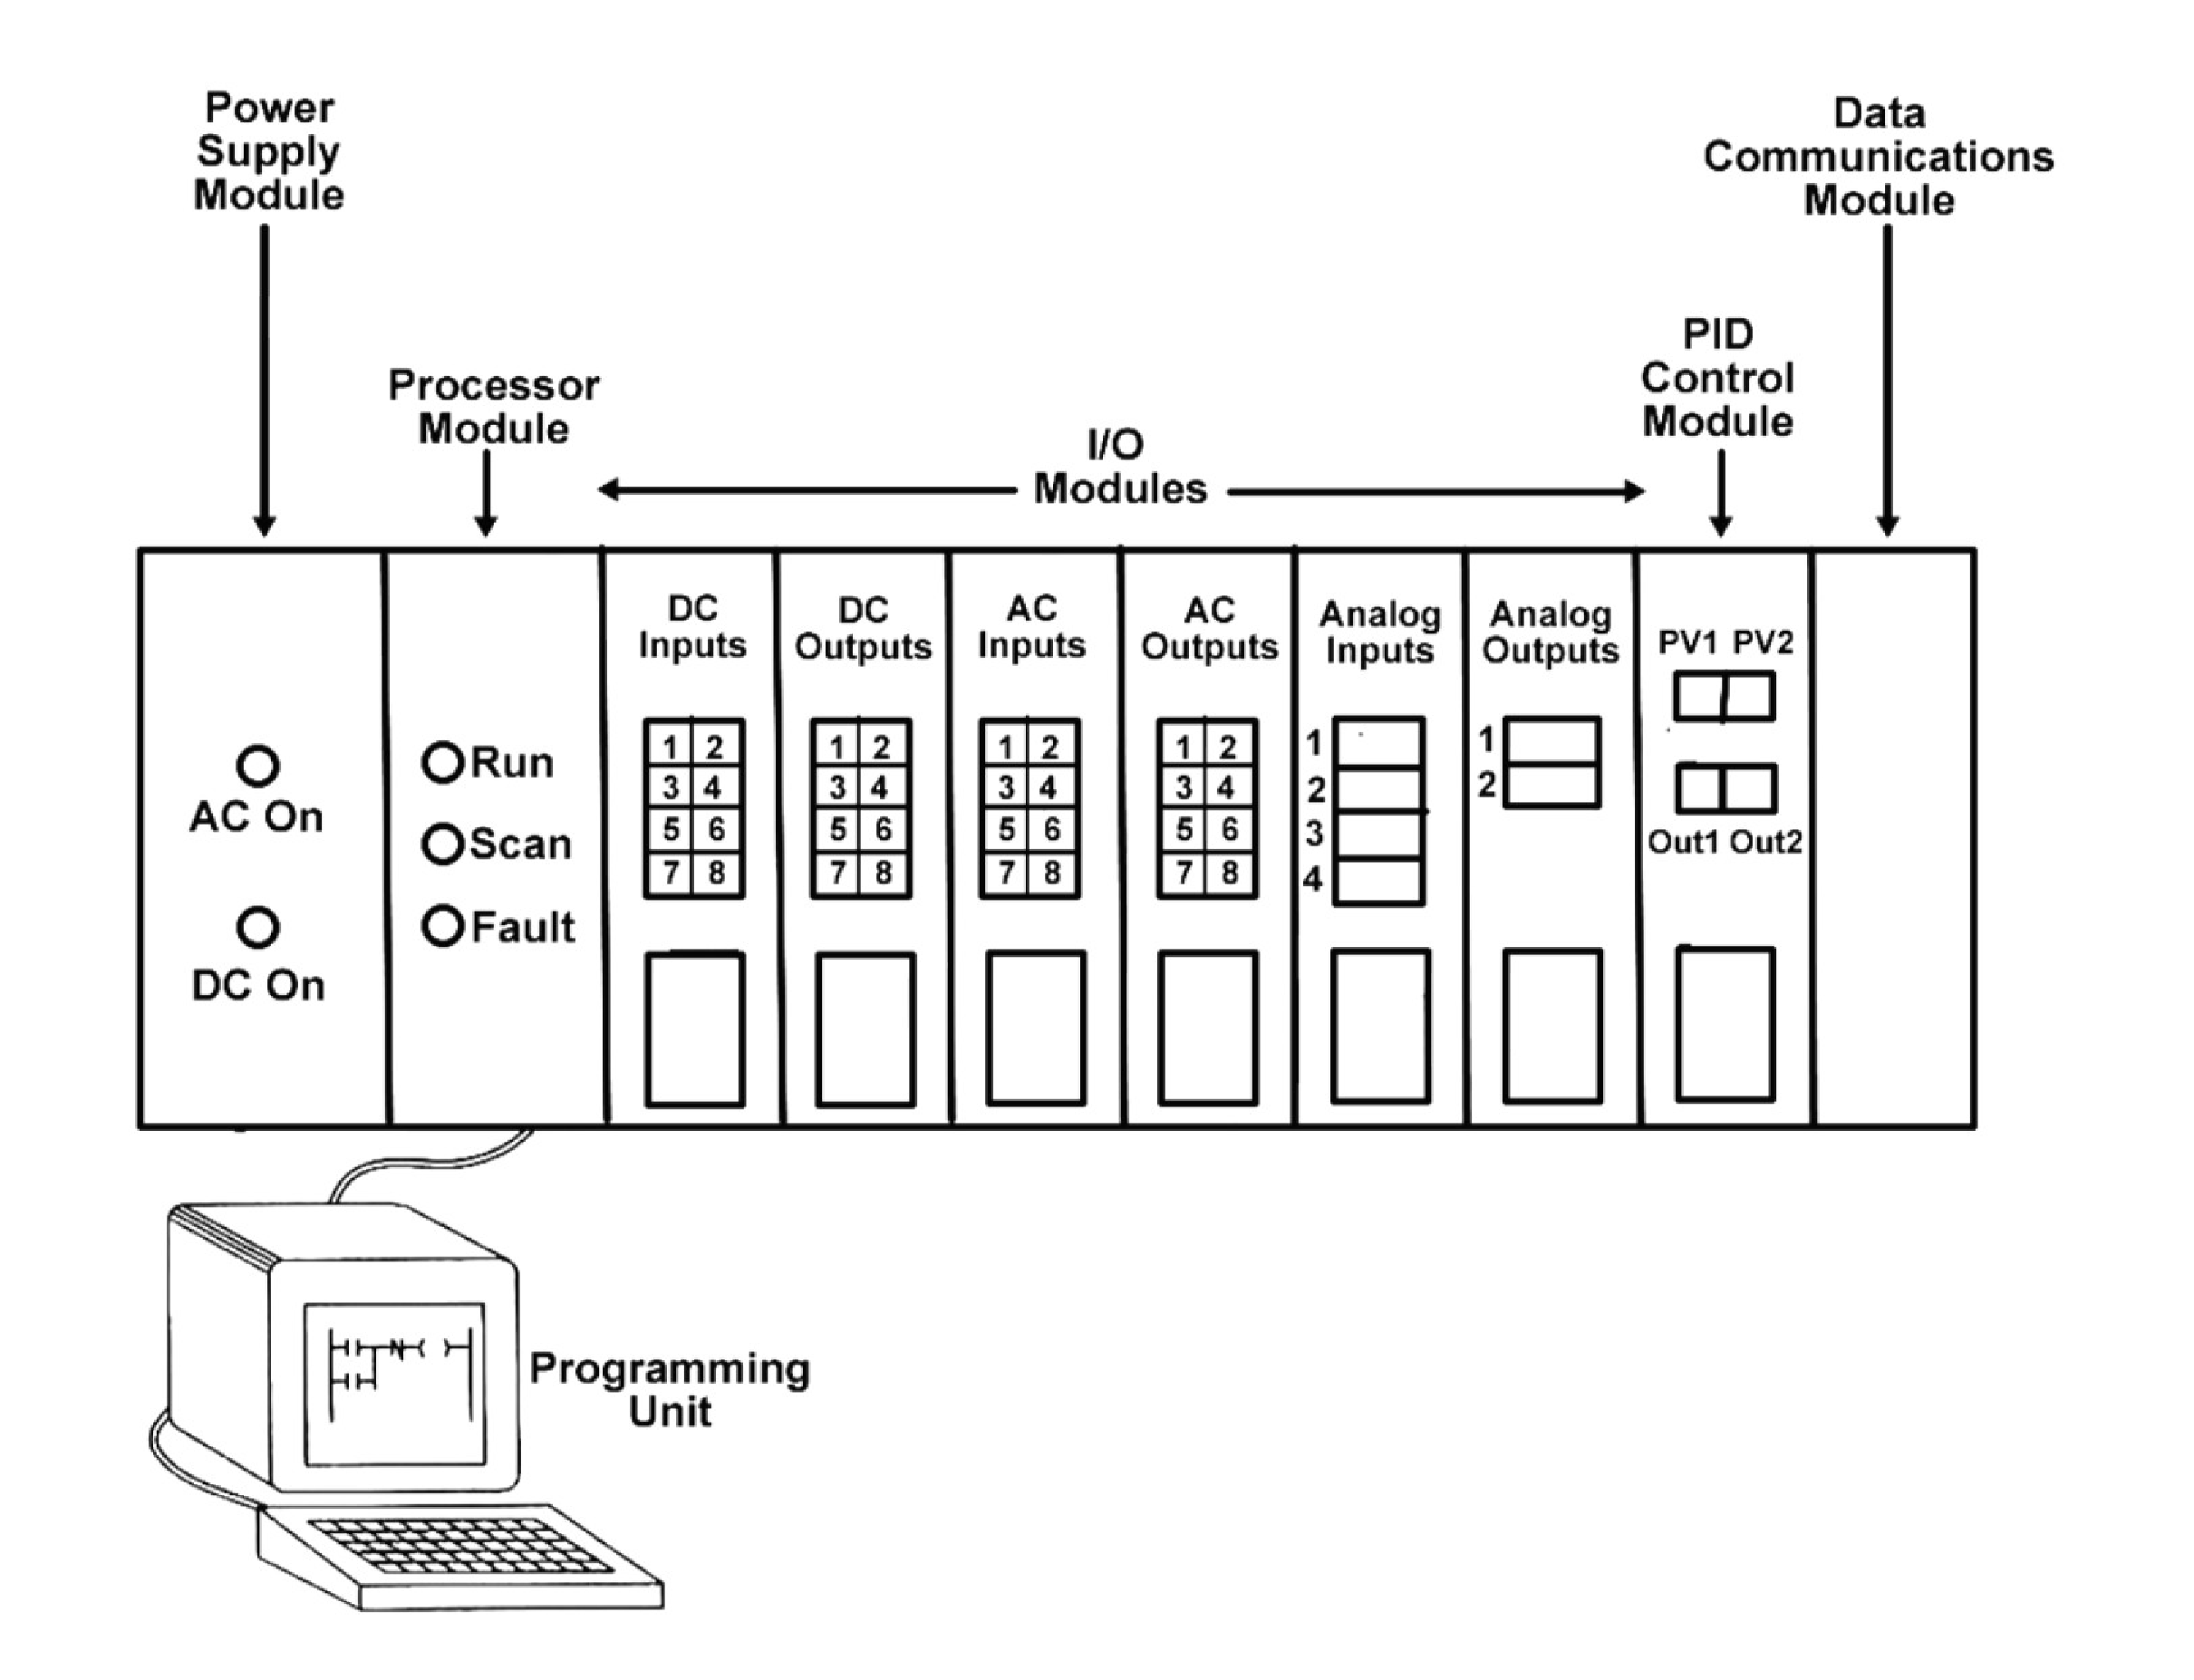 Power
Supply
Module
Data
Communications
Module
PID
Control
Module
Processor
Module
I/O
Modules
DC
Inputs
DC
Outputs
AC
Inputs
AC
Outputs
Analog
Inputs
Analog
Outputs
PV1 PV2
AC On
DC On
Run
Scan
Fault
1 2
3 4
5 6
7 8
1 2
3 4
5 6
7 8
1 2
3 4
5 6
7 8
1 2
3 4
5 6
7 8
1
2
3
4
1
2
Out1 Out2
Programming
Unit